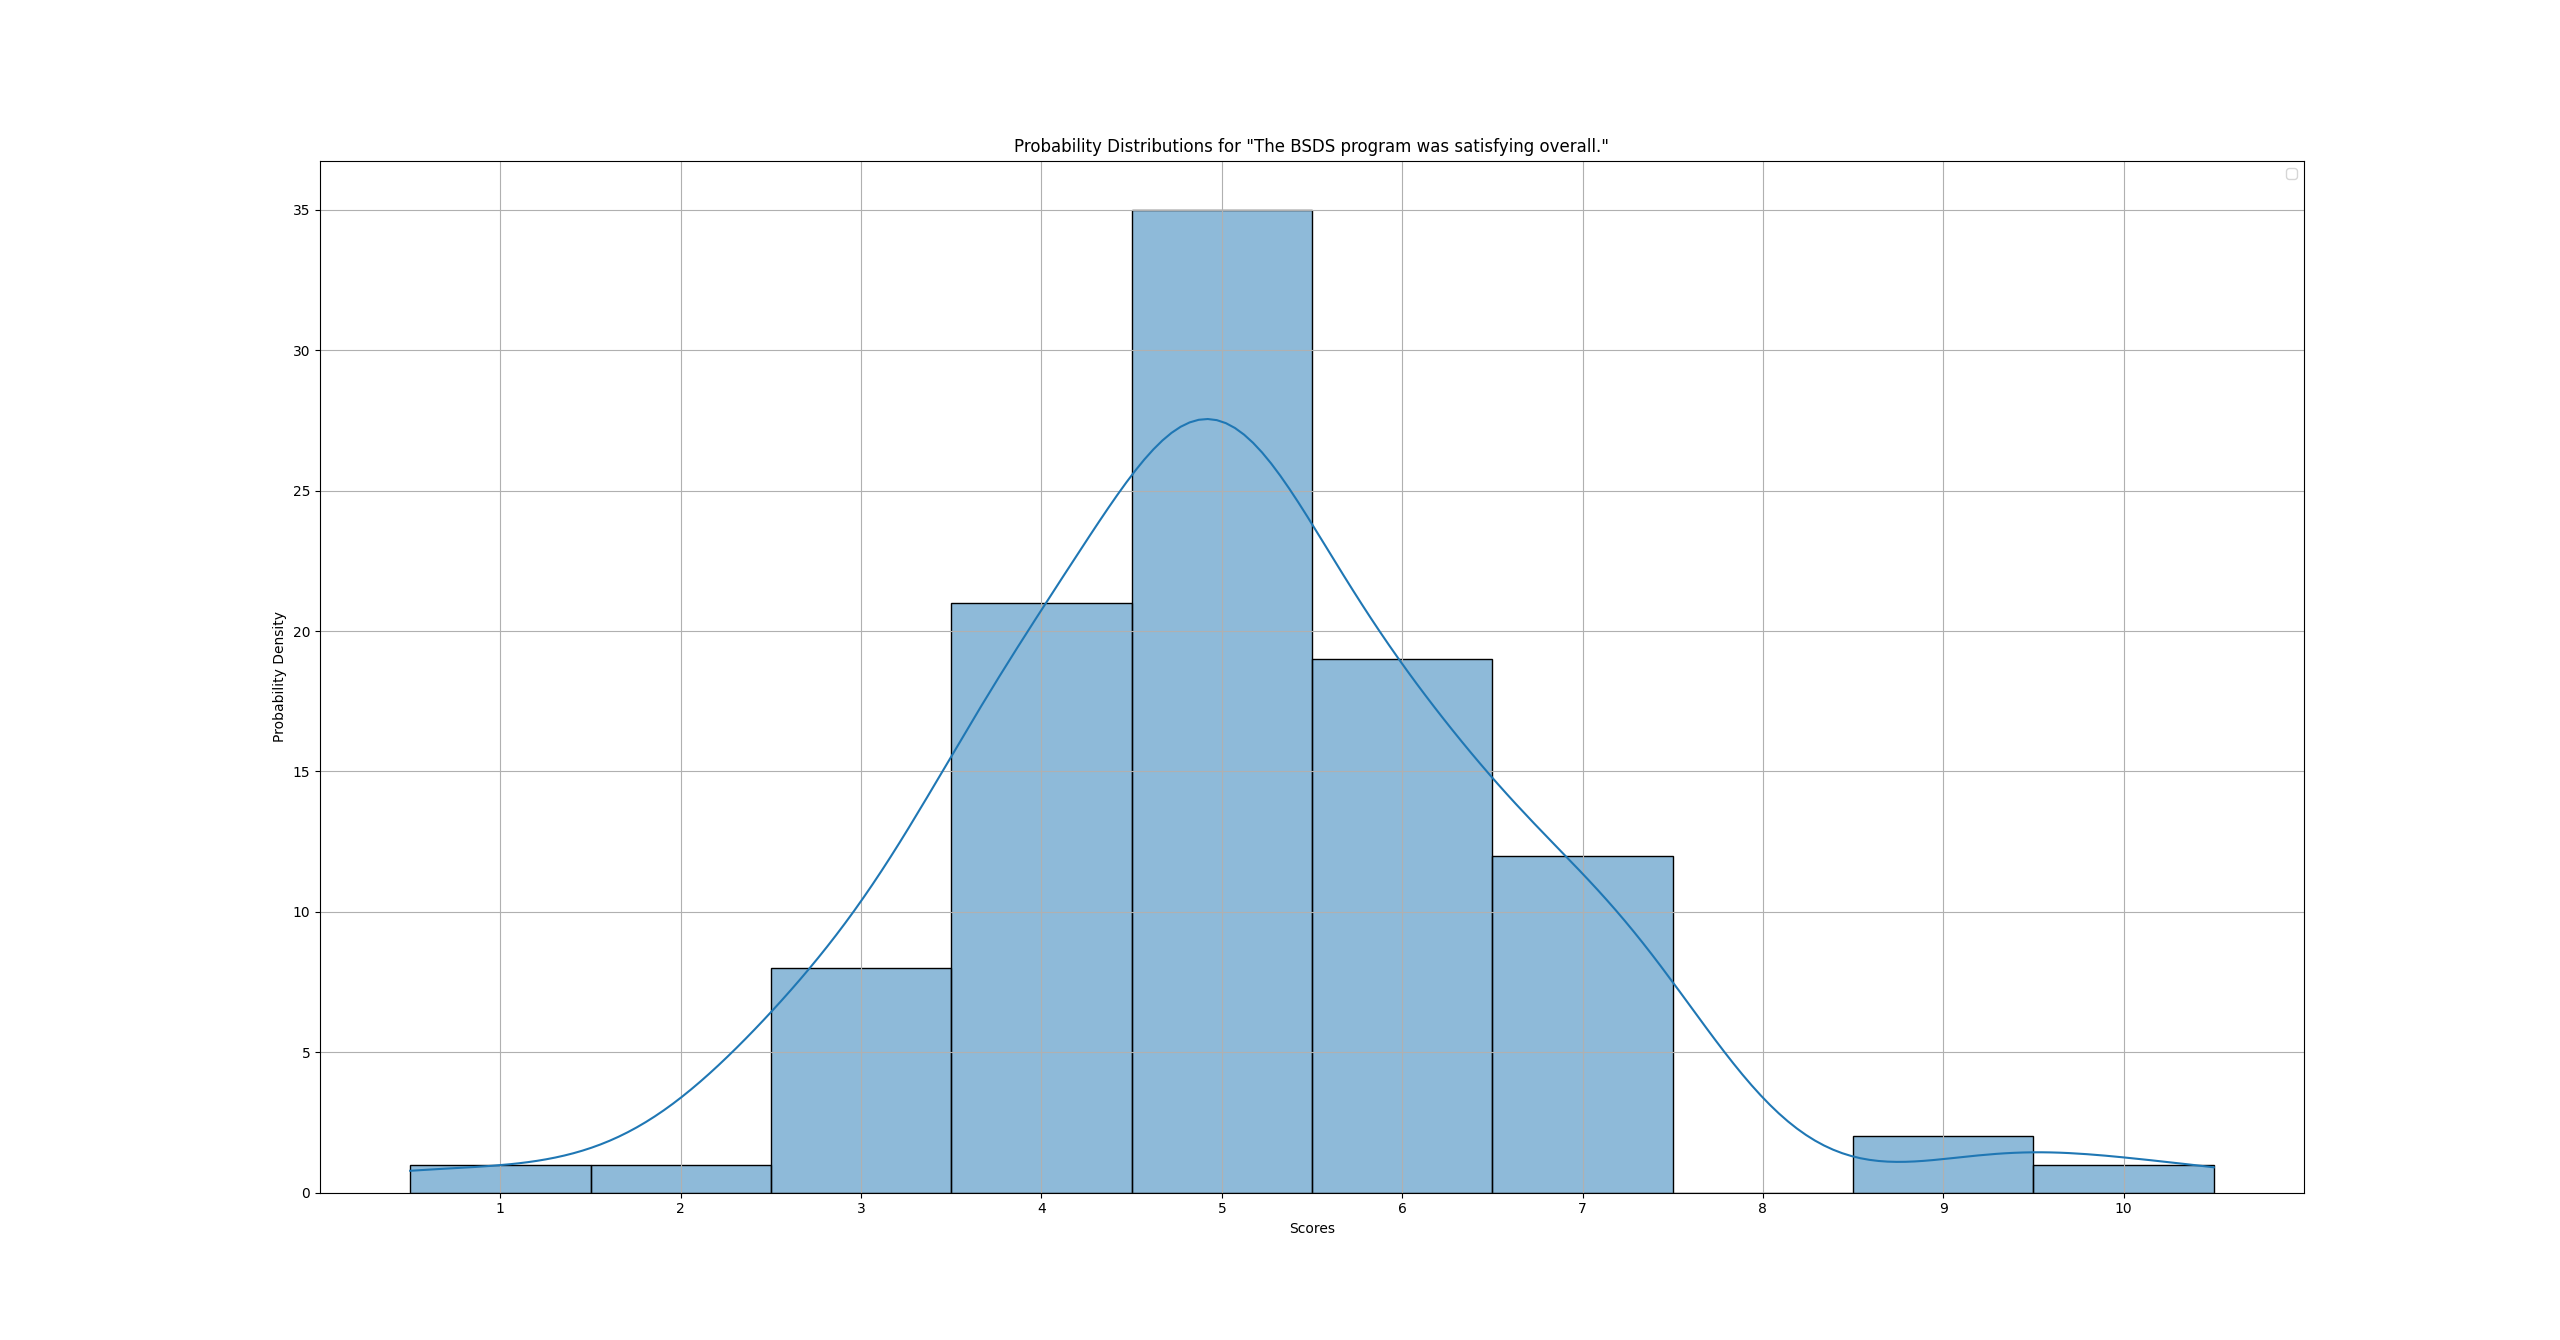 Probability Distributions for "The BSDS program was satisfying overall."
35
30
25
20
15
10
5
0
Probability Density
1 2 3 4 5 6 7 8 9 10
Scores